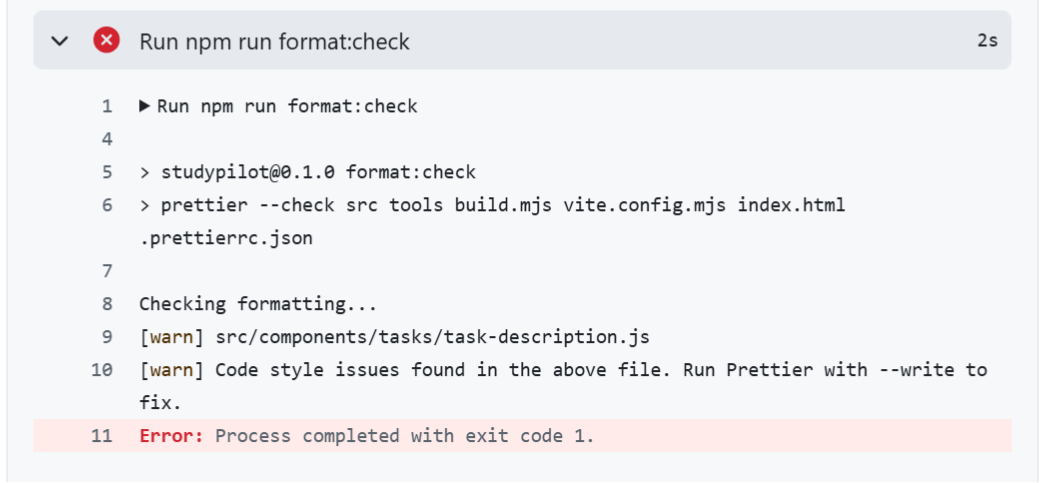 Run npm run format:check 2s
1 ▶ Run npm run format:check
4
5 > studypilot@0.1.0 format:check
6 > prettier --check src tools build.mjs vite.config.mjs index.html
.prettierrc.json
7
8 Checking formatting...
9 [warn] src/components/tasks/task-description.js
10 [warn] Code style issues found in the above file. Run Prettier with --write to
fix.
11 Error: Process completed with exit code 1.